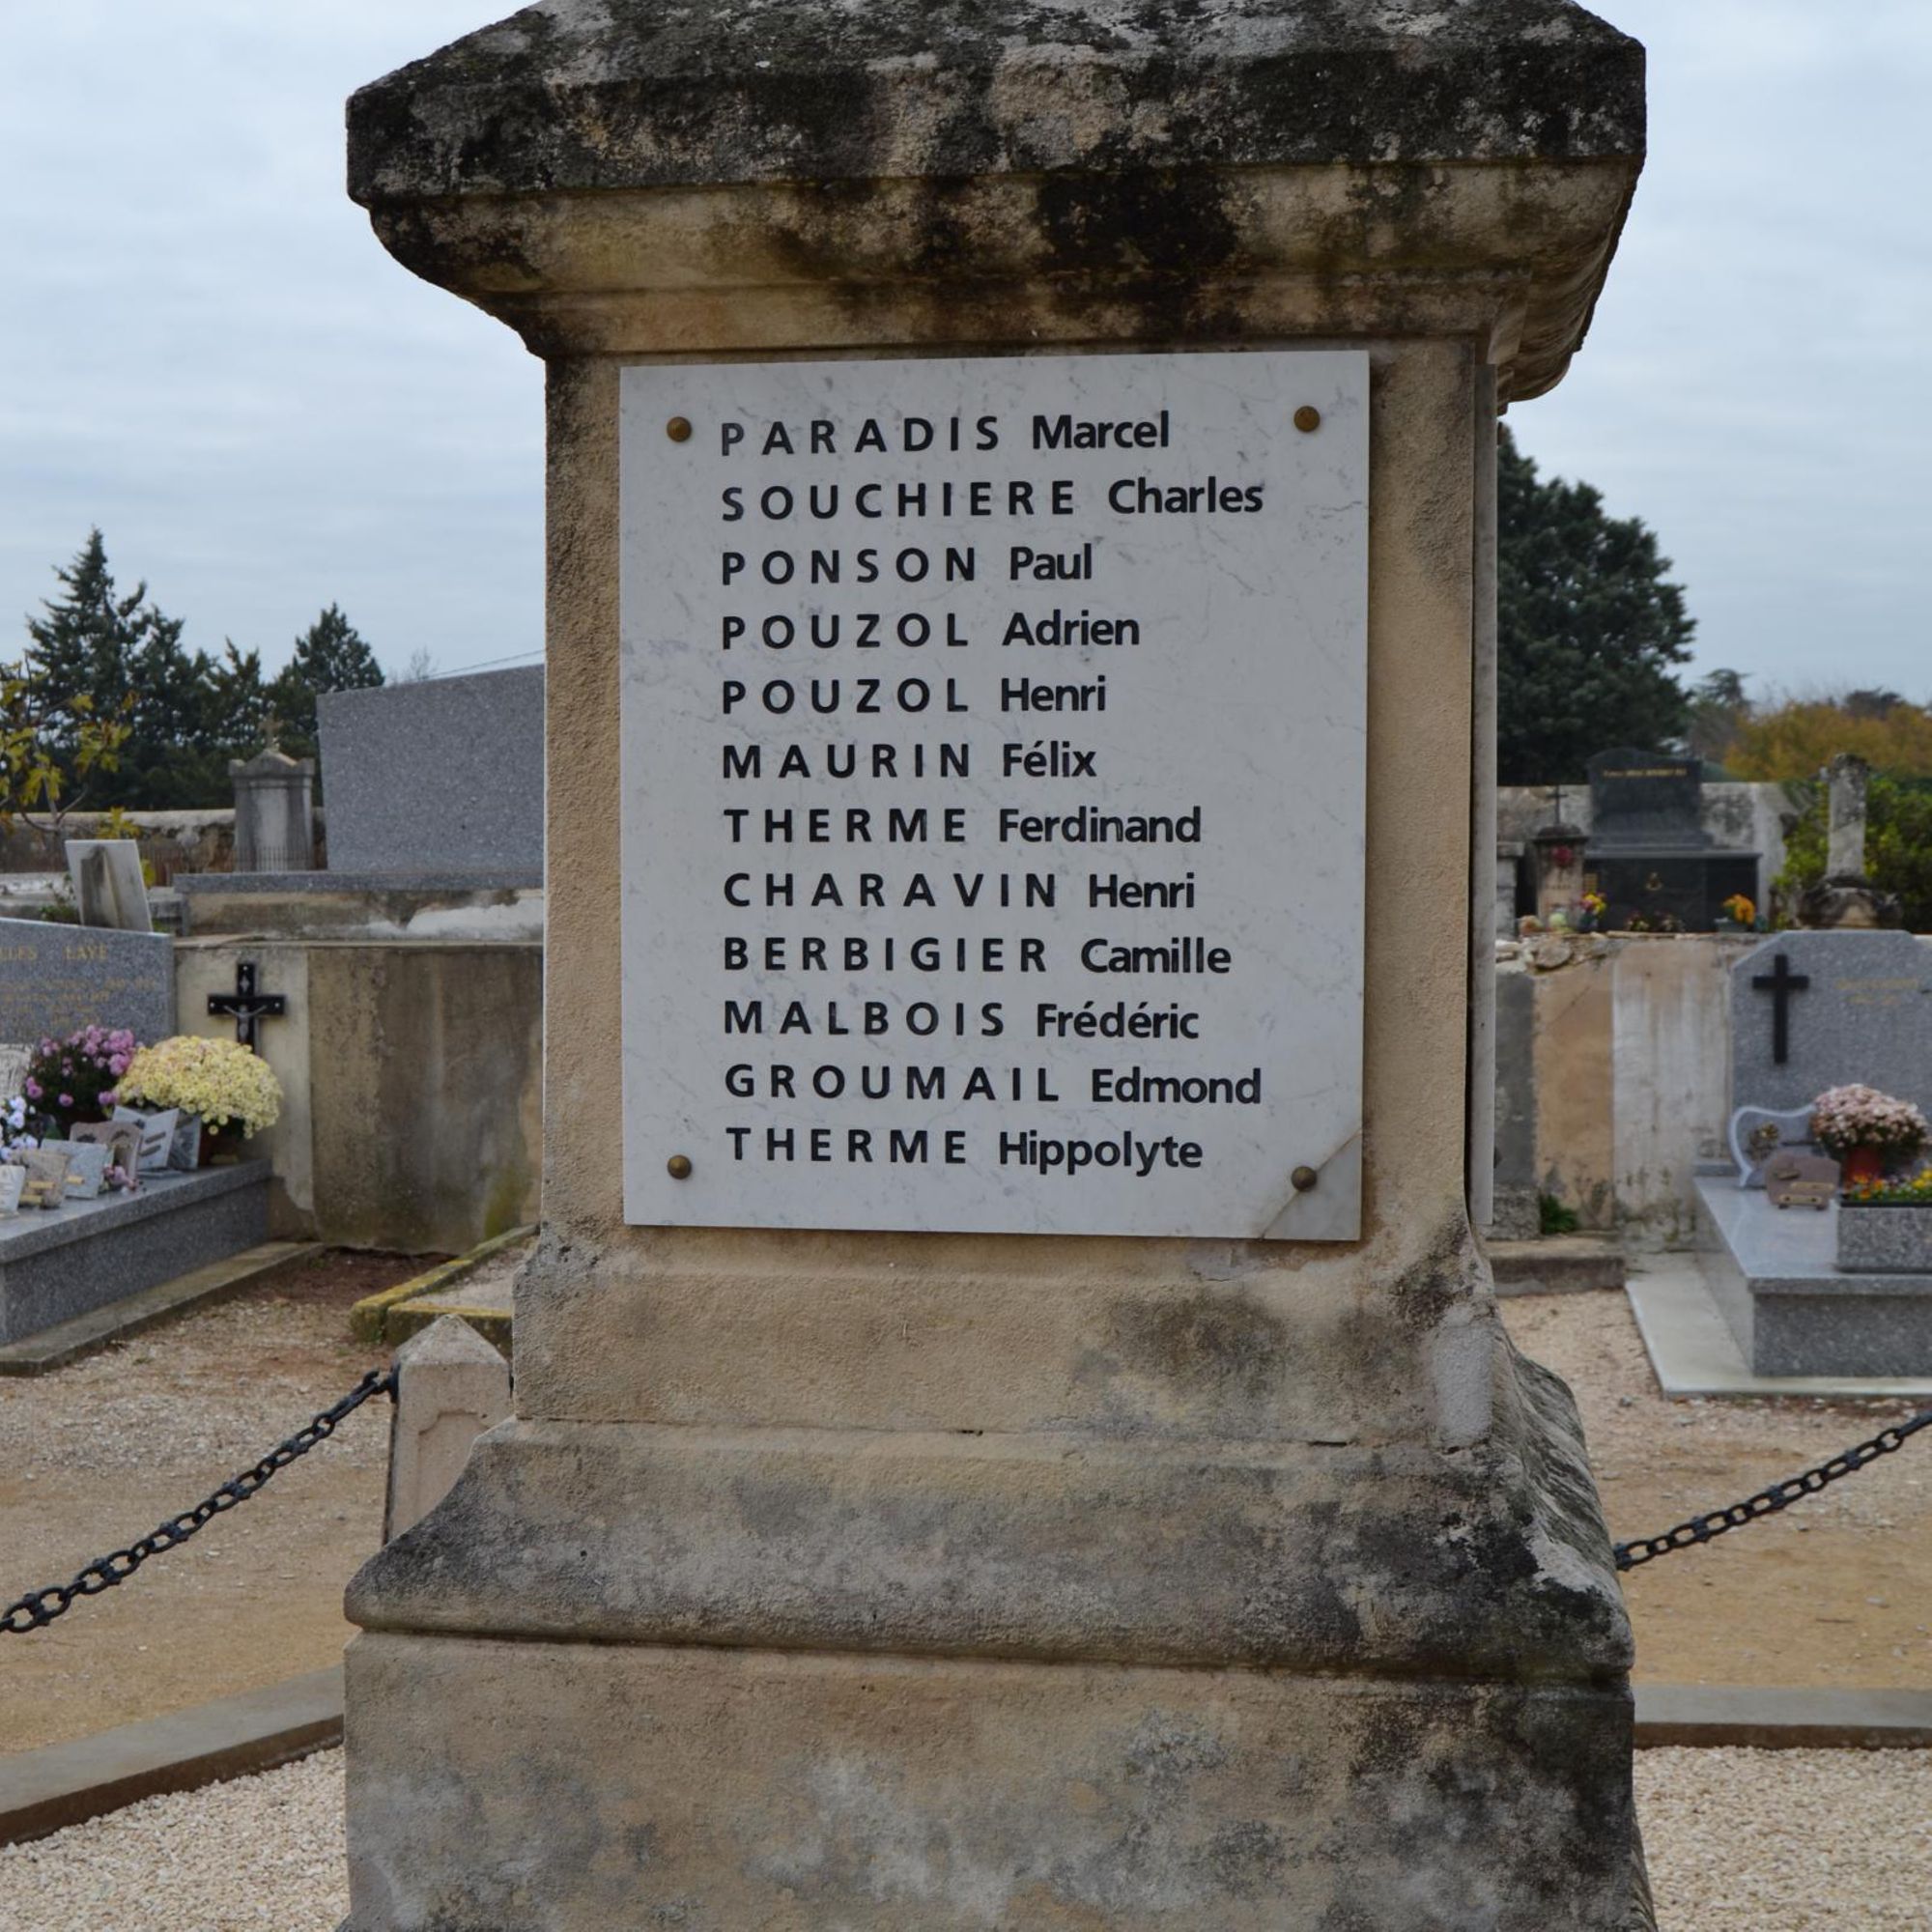 PARADIS Marcel
SOUCHIERE Charles
PONSON Paul
POUZOL Adrien
POUZOL Henri
MAURIN Félix
THERME Ferdinand
CHARAVIN Henri
BERBIGIER Camille
MALBOIS Frédéric
GROUMAIL Edmond
THERME Hippolyte